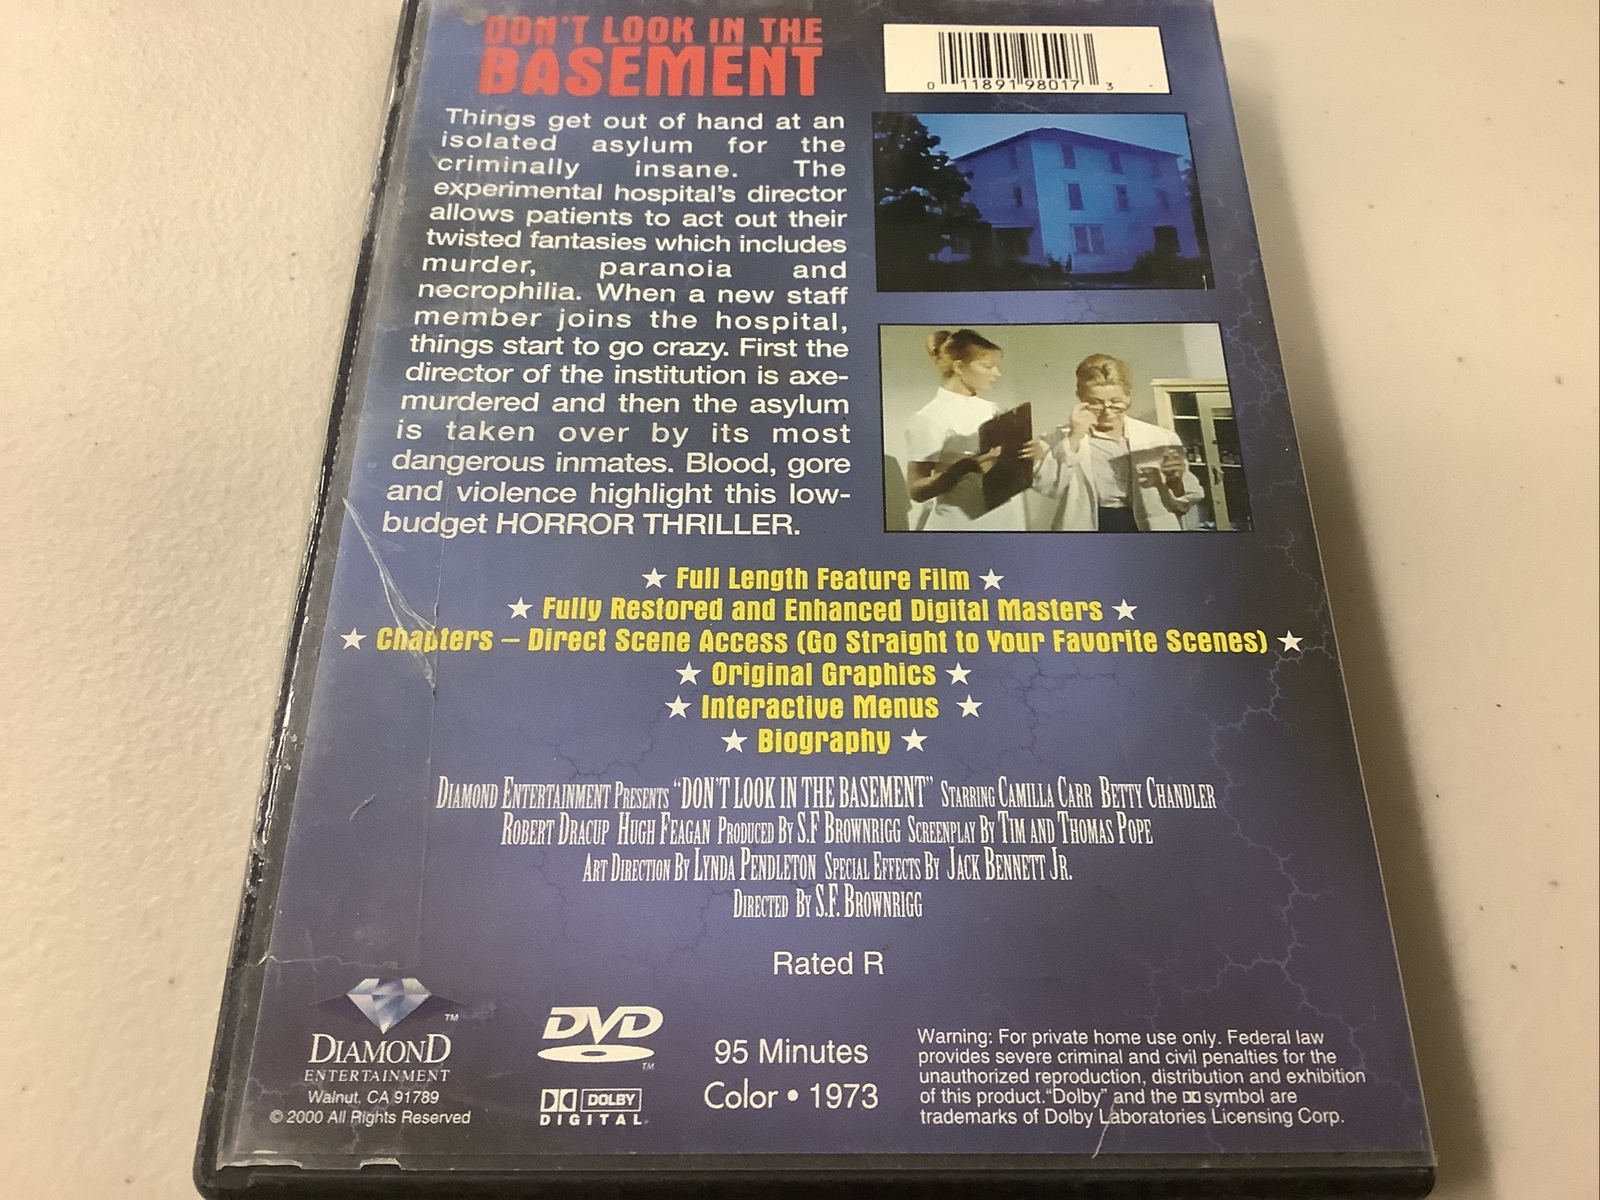 DON'T LOOK IN THE
BASEMENT
0 11891 98017 3
Things get out of hand at an
isolated asylum for the
criminally insane. The
experimental hospital's director
allows patients to act out their
twisted fantasies which includes
murder, paranoia and
necrophilia. When a new staff
member joins the hospital,
things start to go crazy. First the
director of the institution is axe-
murdered and then the asylum
is taken over by its most
dangerous inmates. Blood, gore
and violence highlight this low-
budget HORROR THRILLER.
★ Full Length Feature Film ★
★ Fully Restored and Enhanced Digital Masters ★
★ Chapters – Direct Scene Access (Go Straight to Your Favorite Scenes) ★
★ Original Graphics ★
★ Interactive Menus ★
★ Biography ★
DIAMOND ENTERTAINMENT PRESENTS "DON'T LOOK IN THE BASEMENT" STARRING CAMILLA CARR BETTY CHANDLER
ROBERT DRACUP HUGH FEAGAN PRODUCED BY S.F BROWNRIGG SCREENPLAY BY TIM AND THOMAS POPE
ART DIRECTION BY LYNDA PENDLETON SPECIAL EFFECTS BY JACK BENNETT JR.
DIRECTED BY S.F. BROWNRIGG
Rated R
TM
DIAMOND
ENTERTAINMENT
Walnut, CA 91789
© 2000 All Rights Reserved
DVD
TM
DOLBY
DIGITAL
95 Minutes
Color • 1973
Warning: For private home use only. Federal law
provides severe criminal and civil penalties for the
unauthorized reproduction, distribution and exhibition
of this product."Dolby" and the symbol are
trademarks of Dolby Laboratories Licensing Corp.